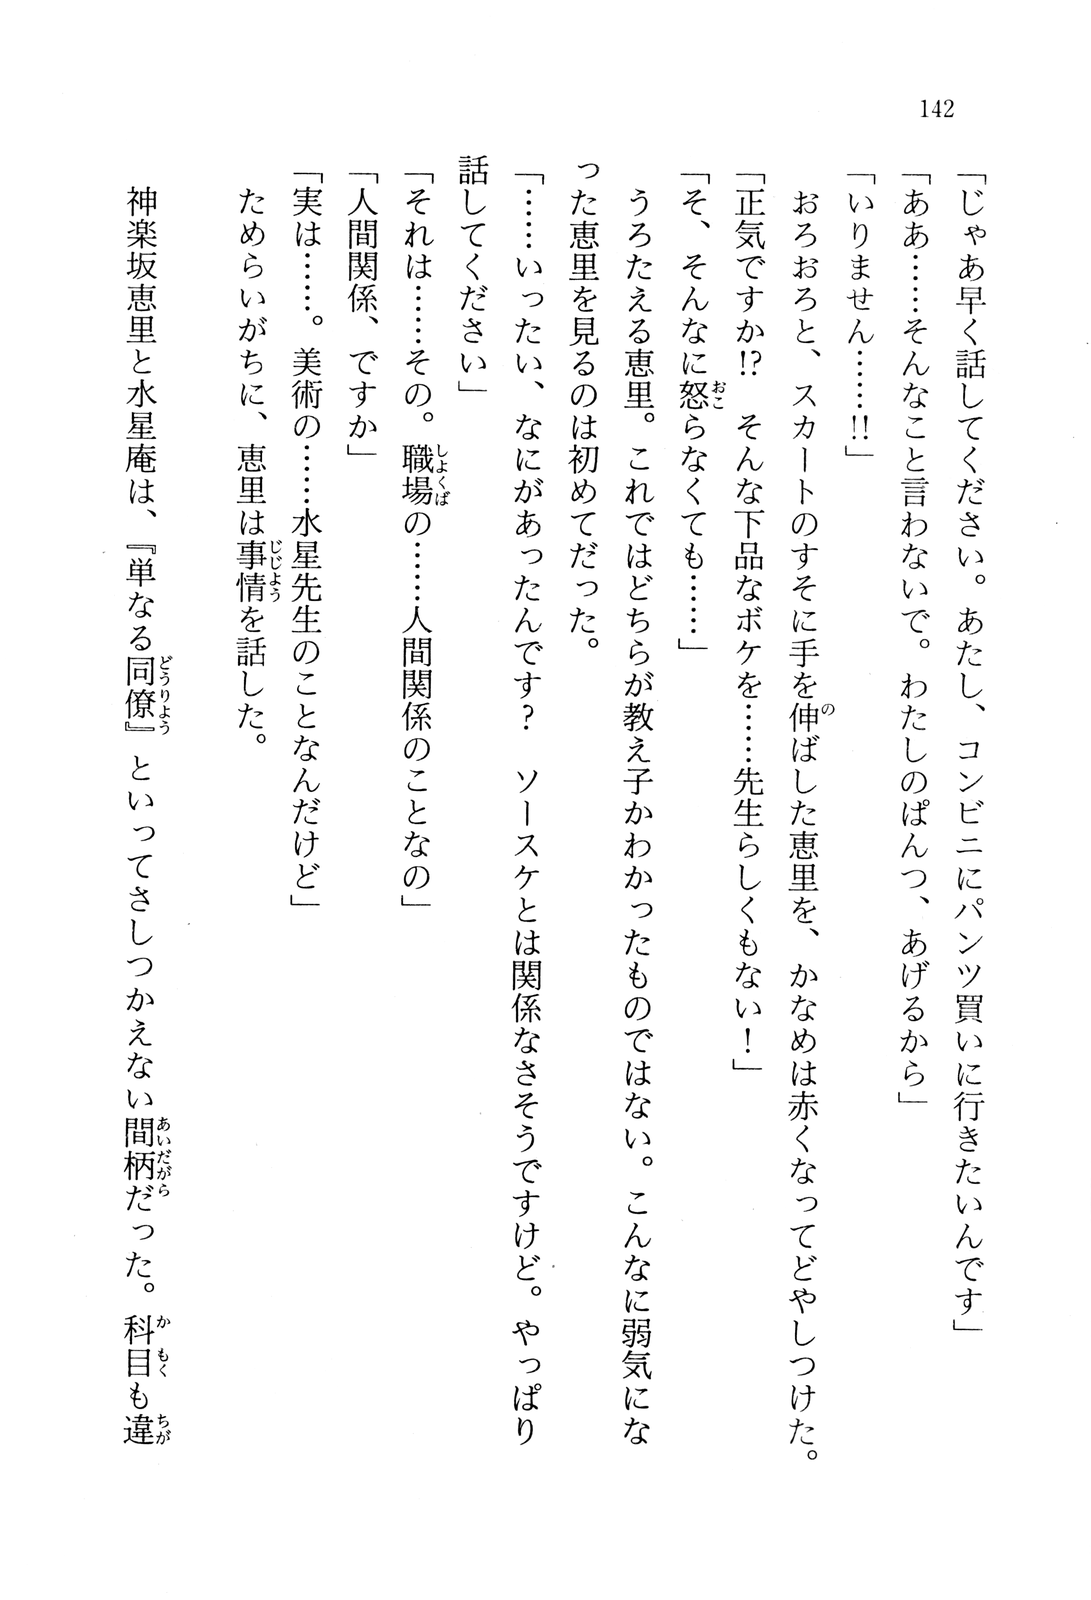 142
「じゃあ早く話してください。あたし、コンビニにパンツ買いに行きたいんです」
「ああ……そんなこと言わないで。わたしのぱんつ、あげるから」
「いりません……!!」
おろおろと、スカートのすそに手を伸ばした恵里を、かなめは赤くなってどやしつけた。
「正気ですか!?　そんな下品なボケを……先生らしくもない！」
「そ、そんなに怒らなくても……」
うろたえる恵里。これではどちらが教え子かわかったものではない。こんなに弱気にな
った恵里を見るのは初めてだった。
「……いったい、なにがあったんです？　ソースケとは関係なさそうですけど。やっぱり
話してください」
「それは……その。職場の……人間関係のことなの」
「人間関係、ですか」
「実は……。美術の……水星先生のことなんだけど」
ためらいがちに、恵里は事情を話した。
神楽坂恵里と水星庵は、『単なる同僚』といってさしつかえない間柄だった。科目も違